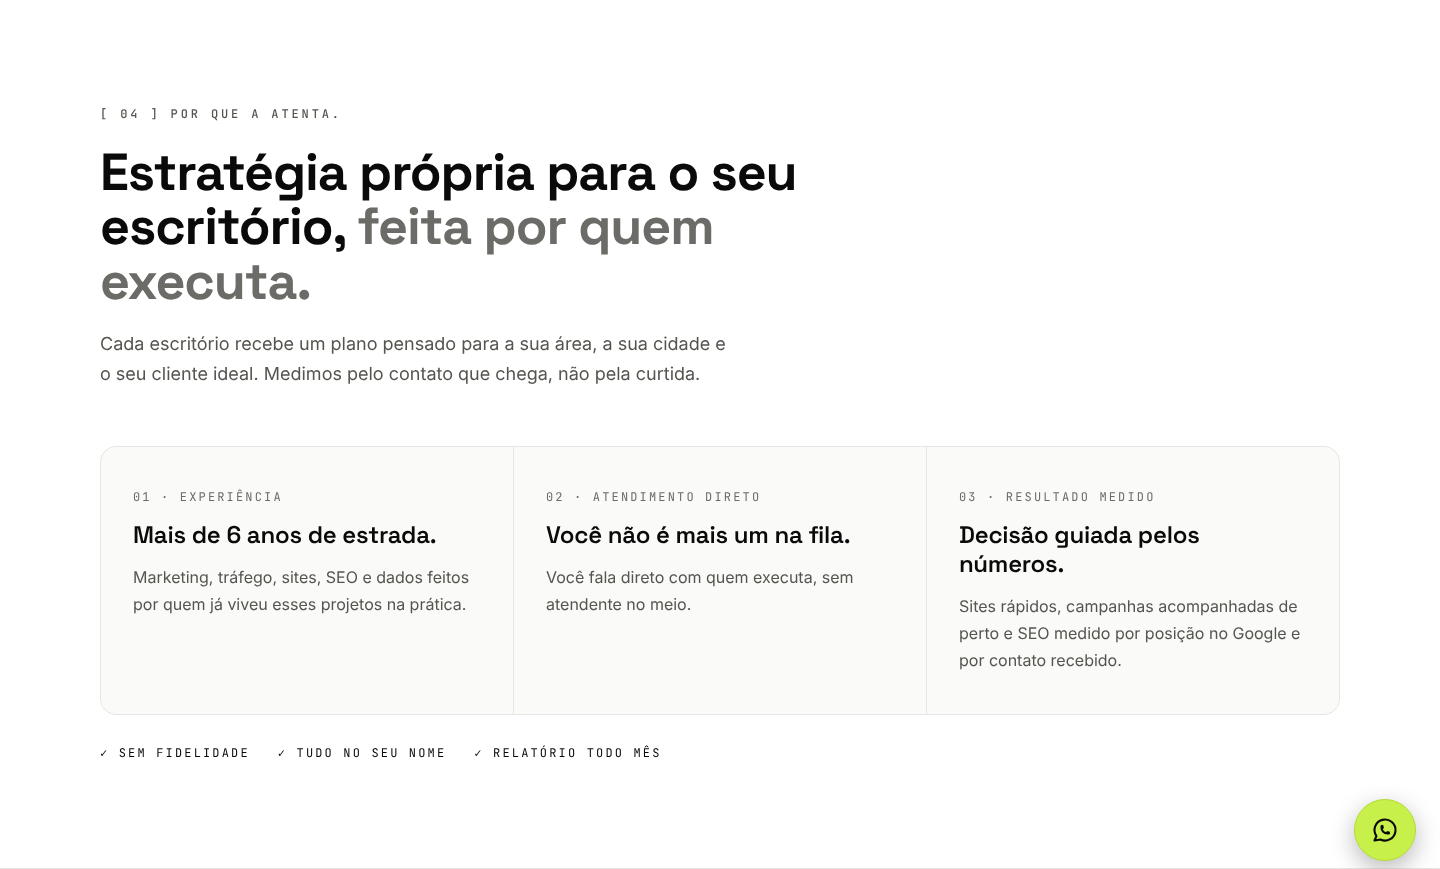 [ 04 ] POR QUE A ATENTA.
Estratégia própria para o seu
escritório, feita por quem
executa.
Cada escritório recebe um plano pensado para a sua área, a sua cidade e
o seu cliente ideal. Medimos pelo contato que chega, não pela curtida.
01 · EXPERIÊNCIA
Mais de 6 anos de estrada.
Marketing, tráfego, sites, SEO e dados feitos
por quem já viveu esses projetos na prática.
02 · ATENDIMENTO DIRETO
Você não é mais um na fila.
Você fala direto com quem executa, sem
atendente no meio.
03 · RESULTADO MEDIDO
Decisão guiada pelos
números.
Sites rápidos, campanhas acompanhadas de
perto e SEO medido por posição no Google e
por contato recebido.
✓ SEM FIDELIDADE ✓ TUDO NO SEU NOME ✓ RELATÓRIO TODO MÊS